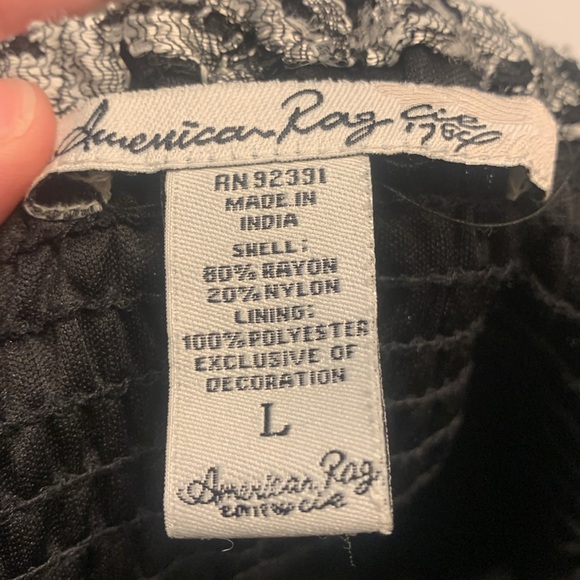 American Rag Cie 1984
RN 92391
MADE IN
INDIA
SHELL:
80% RAYON
20% NYLON
LINING:
100% POLYESTER
EXCLUSIVE OF
DECORATION
L
American Rag
cie